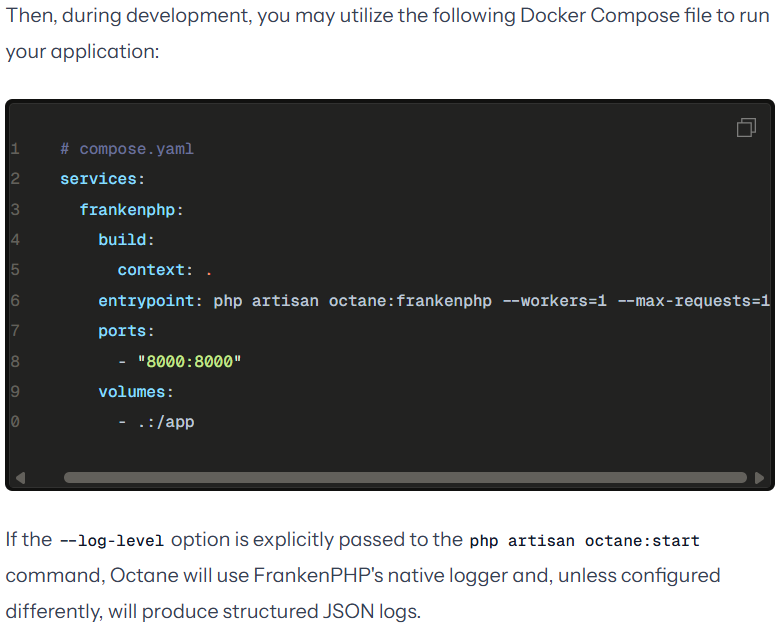 Then, during development, you may utilize the following Docker Compose file to run
your application:
1 # compose.yaml
2 services:
3   frankenphp:
4     build:
5       context: .
6     entrypoint: php artisan octane:frankenphp --workers=1 --max-requests=1
7     ports:
8       - "8000:8000"
9     volumes:
0       - .:/app
If the --log-level option is explicitly passed to the php artisan octane:start
command, Octane will use FrankenPHP's native logger and, unless configured
differently, will produce structured JSON logs.